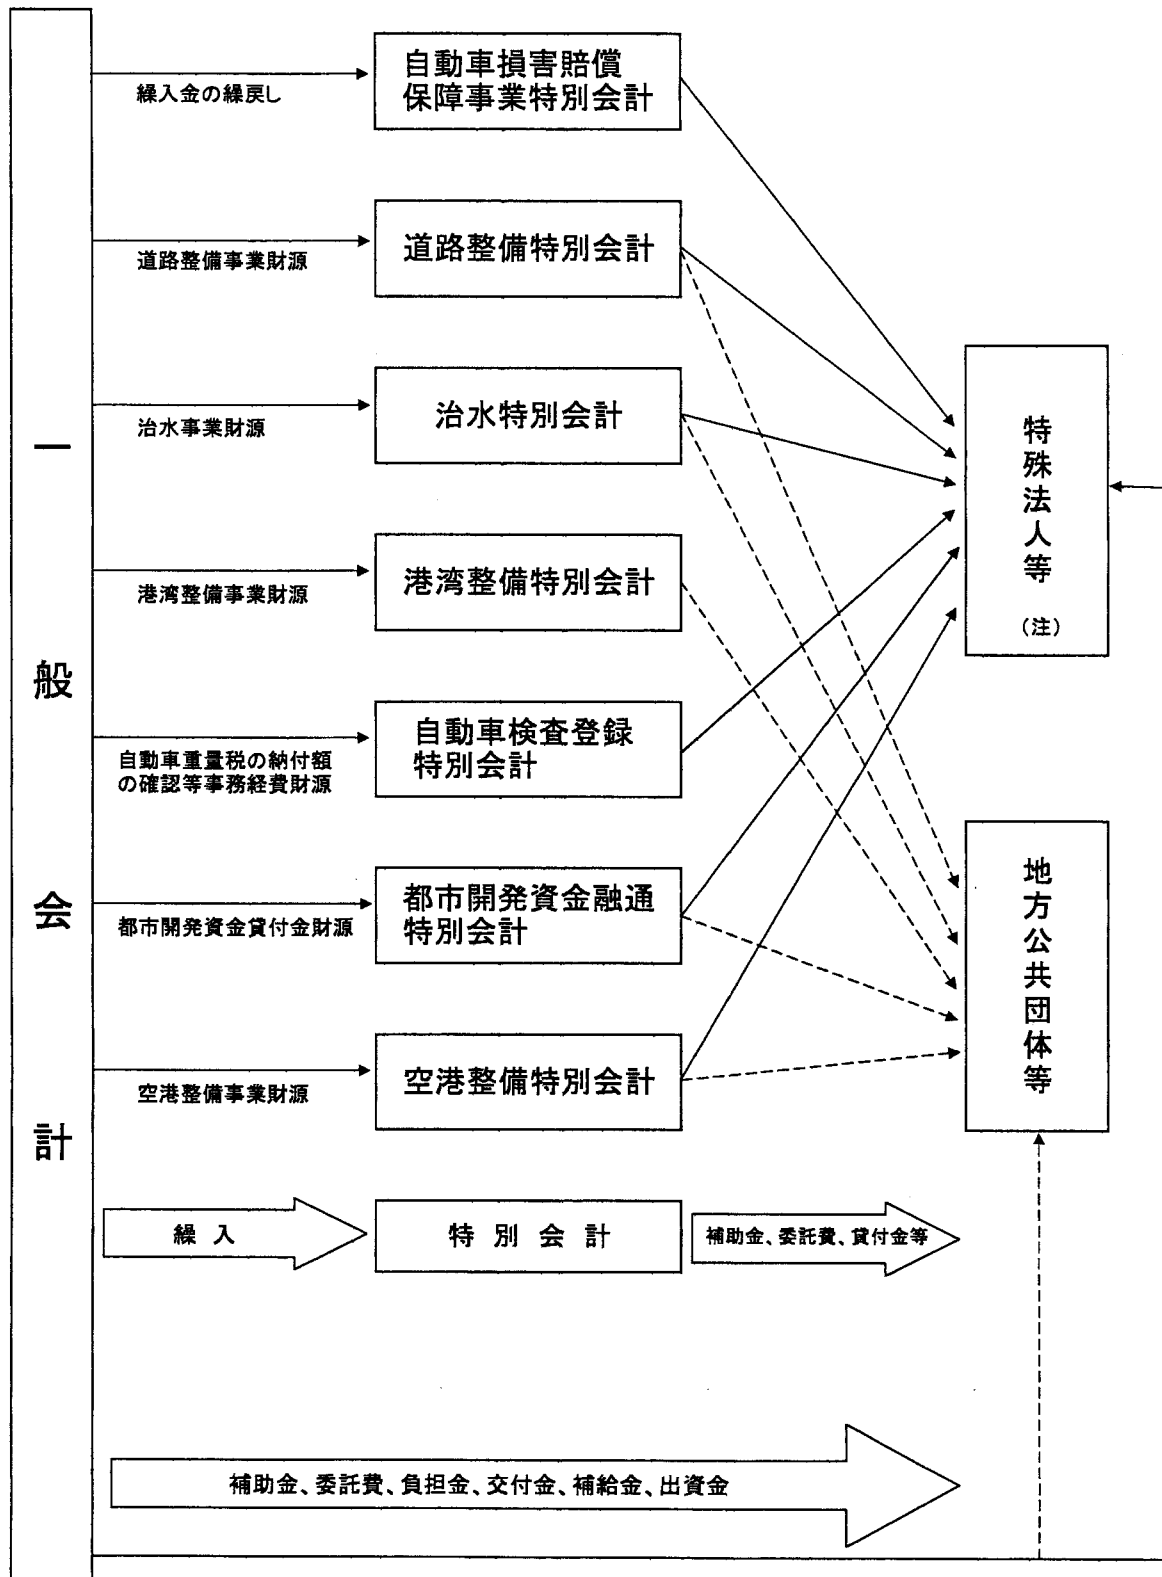 一般会計
繰入金の繰戻し
自動車損害賠償
保障事業特別会計
道路整備事業財源
道路整備特別会計
治水事業財源
治水特別会計
港湾整備事業財源
港湾整備特別会計
自動車重量税の納付額
の確認等事務経費財源
自動車検査登録
特別会計
都市開発資金貸付金財源
都市開発資金融通
特別会計
空港整備事業財源
空港整備特別会計
特殊法人等
(注)
地方公共団体等
繰入
特別会計
補助金、委託費、貸付金等
補助金、委託費、負担金、交付金、補給金、出資金